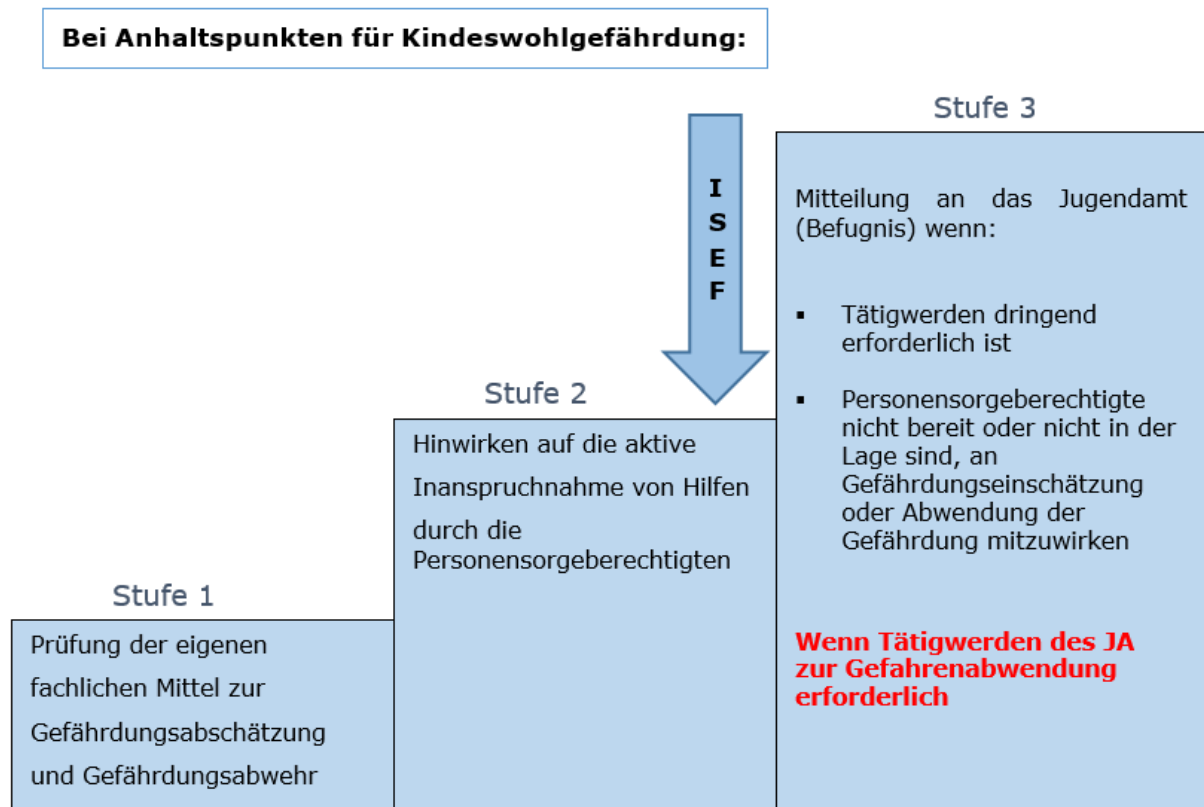 Bei Anhaltspunkten für Kindeswohlgefährdung:
Stufe 1
Prüfung der eigenen
fachlichen Mittel zur
Gefährdungsabschätzung
und Gefährdungsabwehr
Stufe 2
Hinwirken auf die aktive
Inanspruchnahme von Hilfen
durch die
Personensorgeberechtigten
I
S
E
F
Stufe 3
Mitteilung an das Jugendamt
(Befugnis) wenn:
▪ Tätigwerden dringend
erforderlich ist
▪ Personensorgeberechtigte
nicht bereit oder nicht in der
Lage sind, an
Gefährdungseinschätzung
oder Abwendung der
Gefährdung mitzuwirken
Wenn Tätigwerden des JA
zur Gefahrenabwendung
erforderlich